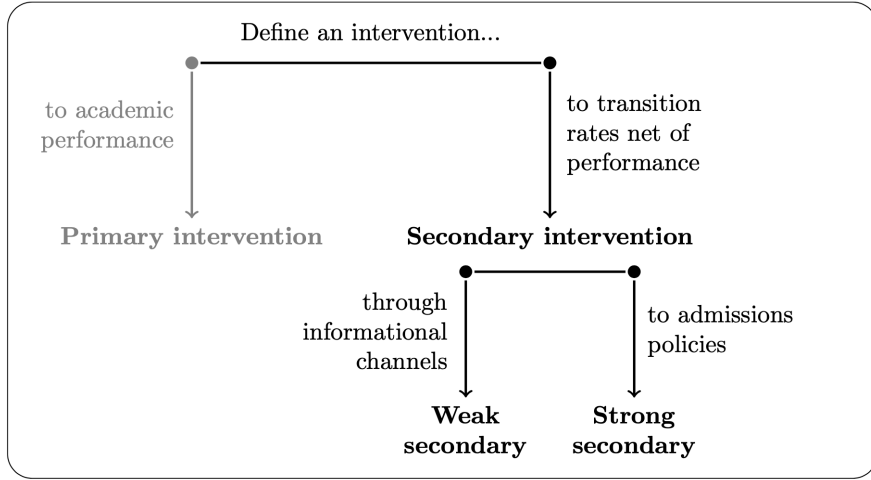 Define an intervention...
to academic
performance
to transition
rates net of
performance
Primary intervention
Secondary intervention
through
informational
channels
to admissions
policies
Weak
secondary
Strong
secondary